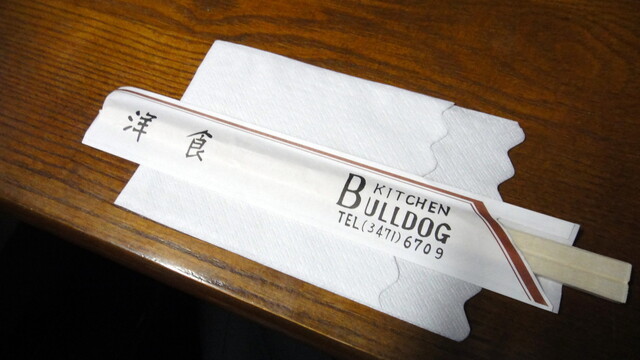 洋食
KITCHEN
BULLDOG
TEL(3471)6709